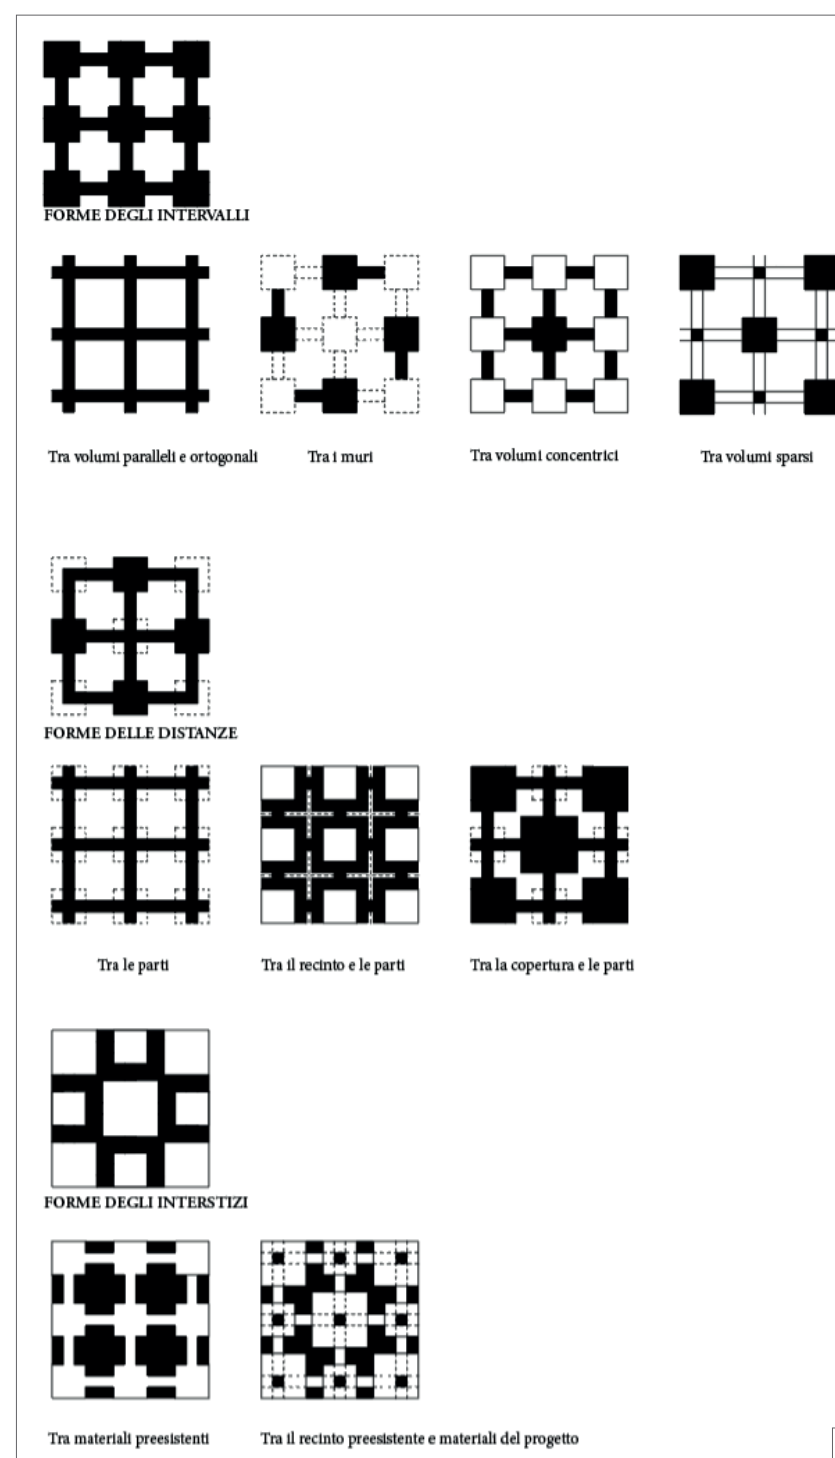 FORME DEGLI INTERVALLI
Tra volumi paralleli e ortogonali
Tra i muri
Tra volumi concentrici
Tra volumi sparsi
FORME DELLE DISTANZE
Tra le parti
Tra il recinto e le parti
Tra la copertura e le parti
FORME DEGLI INTERSTIZI
Tra materiali preesistenti
Tra il recinto preesistente e materiali del progetto